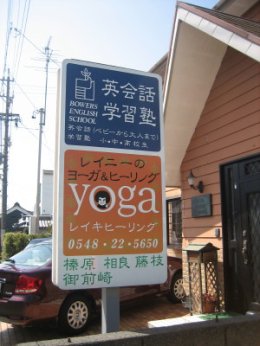 英会話
学習塾
BOWERS
ENGLISH
SCHOOL
英会話(ベビーから大人まで)
学習塾 小・中・高校生
レイニーの
ヨーガ&ヒーリング
yoga
レイキヒーリング
0548・22・5650
榛原 相良 藤枝
御前崎